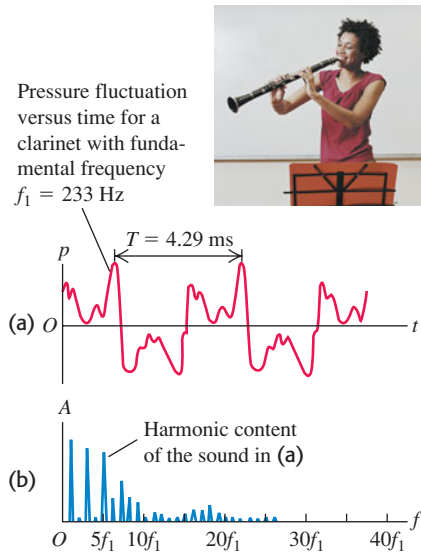 Pressure fluctuation
versus time for a
clarinet with funda-
mental frequency
f₁ = 233 Hz
T = 4.29 ms
p
(a)
O
t
A
Harmonic content
of the sound in (a)
(b)
f
O 5f₁ 10f₁ 20f₁ 30f₁ 40f₁